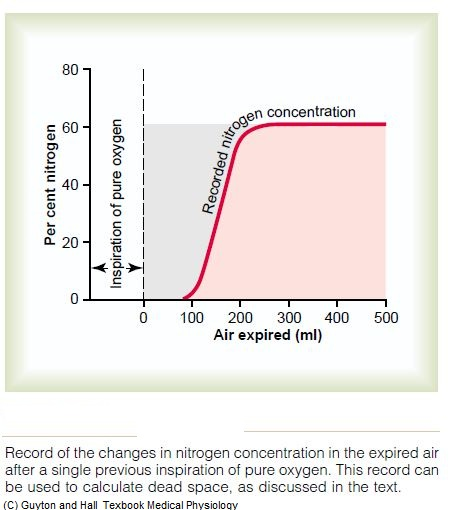 80
60
40
20
0
Per cent nitrogen
Inspiration of pure oxygen
Recorded nitrogen concentration
0 100 200 300 400 500
Air expired (ml)
Record of the changes in nitrogen concentration in the expired air
after a single previous inspiration of pure oxygen. This record can
be used to calculate dead space, as discussed in the text.
(C) Guyton and Hall Texbook Medical Physiology